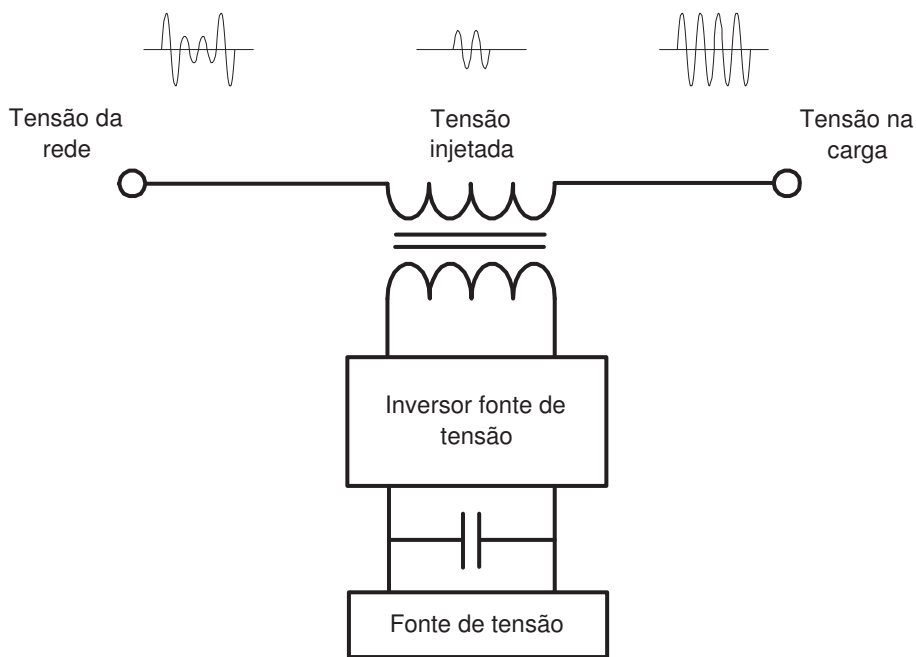 Tensão da
rede
Tensão
injetada
Tensão na
carga
Inversor fonte de
tensão
Fonte de tensão